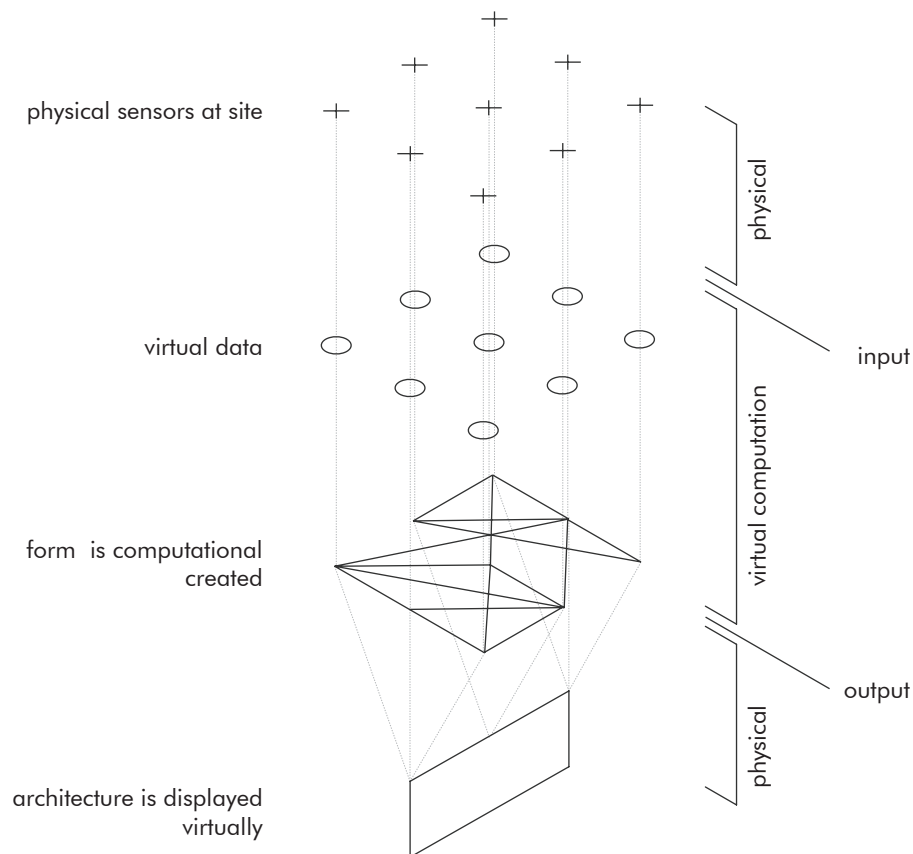 physical sensors at site
physical
virtual data
input
virtual computation
form  is computational
created
output
physical
architecture is displayed
virtually